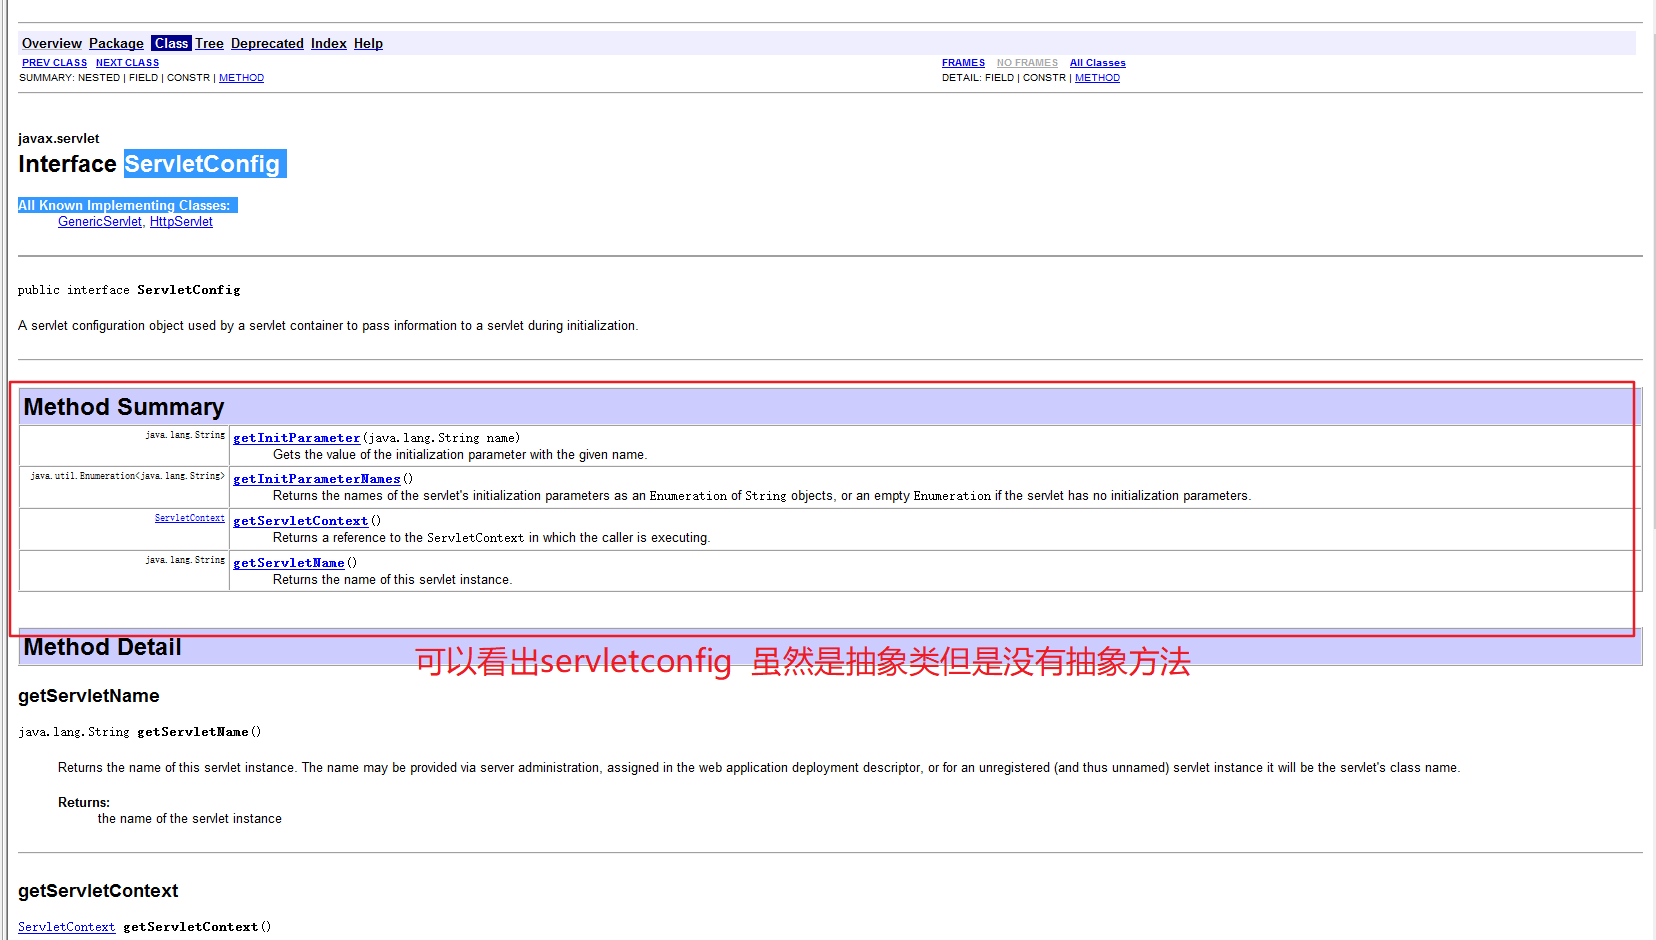 Overview Package Class Tree Deprecated Index Help
PREV CLASS NEXT CLASS
FRAMES NO FRAMES All Classes
SUMMARY: NESTED | FIELD | CONSTR | METHOD
DETAIL: FIELD | CONSTR | METHOD
javax.servlet
Interface ServletConfig
All Known Implementing Classes:
GenericServlet, HttpServlet
public interface ServletConfig
A servlet configuration object used by a servlet container to pass information to a servlet during initialization.
Method Summary
java.lang.String getInitParameter(java.lang.String name)
Gets the value of the initialization parameter with the given name.
java.util.Enumeration<java.lang.String> getInitParameterNames()
Returns the names of the servlet's initialization parameters as an Enumeration of String objects, or an empty Enumeration if the servlet has no initialization parameters.
ServletContext getServletContext()
Returns a reference to the ServletContext in which the caller is executing.
java.lang.String getServletName()
Returns the name of this servlet instance.
Method Detail
可以看出servletconfig 虽然是抽象类但是没有抽象方法
getServletName
java.lang.String getServletName()
Returns the name of this servlet instance. The name may be provided via server administration, assigned in the web application deployment descriptor, or for an unregistered (and thus unnamed) servlet instance it will be the servlet's class name.
Returns:
the name of the servlet instance
getServletContext
ServletContext getServletContext()